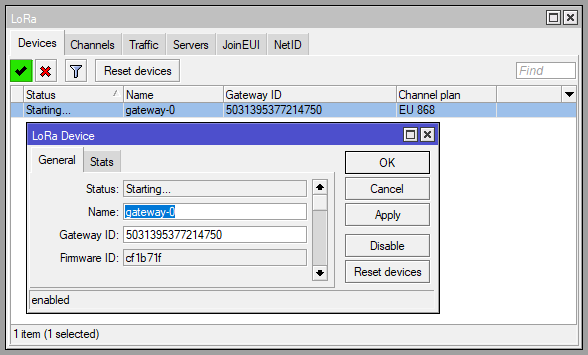 LoRa
Devices Channels Traffic Servers JoinEUI NetID
Reset devices Find
Status Name Gateway ID Channel plan
Starting... gateway-0 5031395377214750 EU 868
LoRa Device
General Stats
OK
Status: Starting...
Cancel
Name: gateway-0
Apply
Gateway ID: 5031395377214750
Disable
Firmware ID: cf1b71f
Reset devices
enabled
1 item (1 selected)